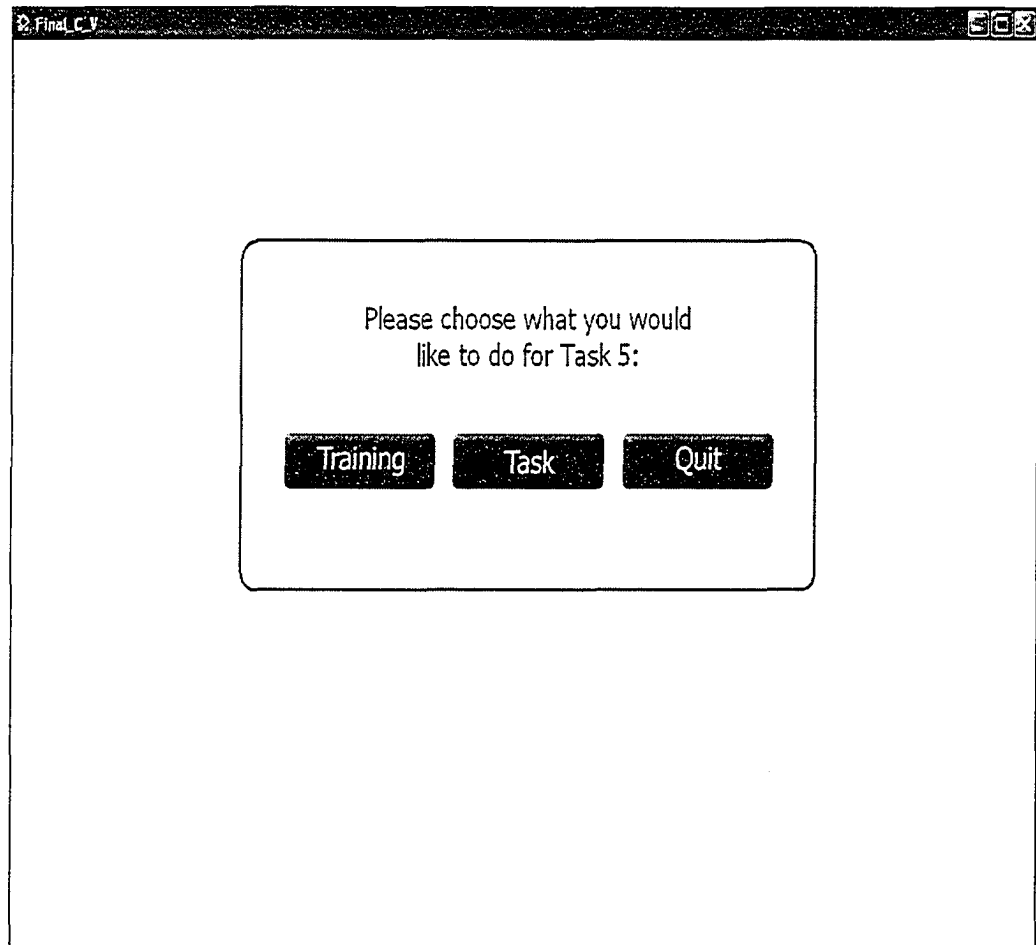 Final_C_V
Please choose what you would
like to do for Task 5:
Training Task Quit